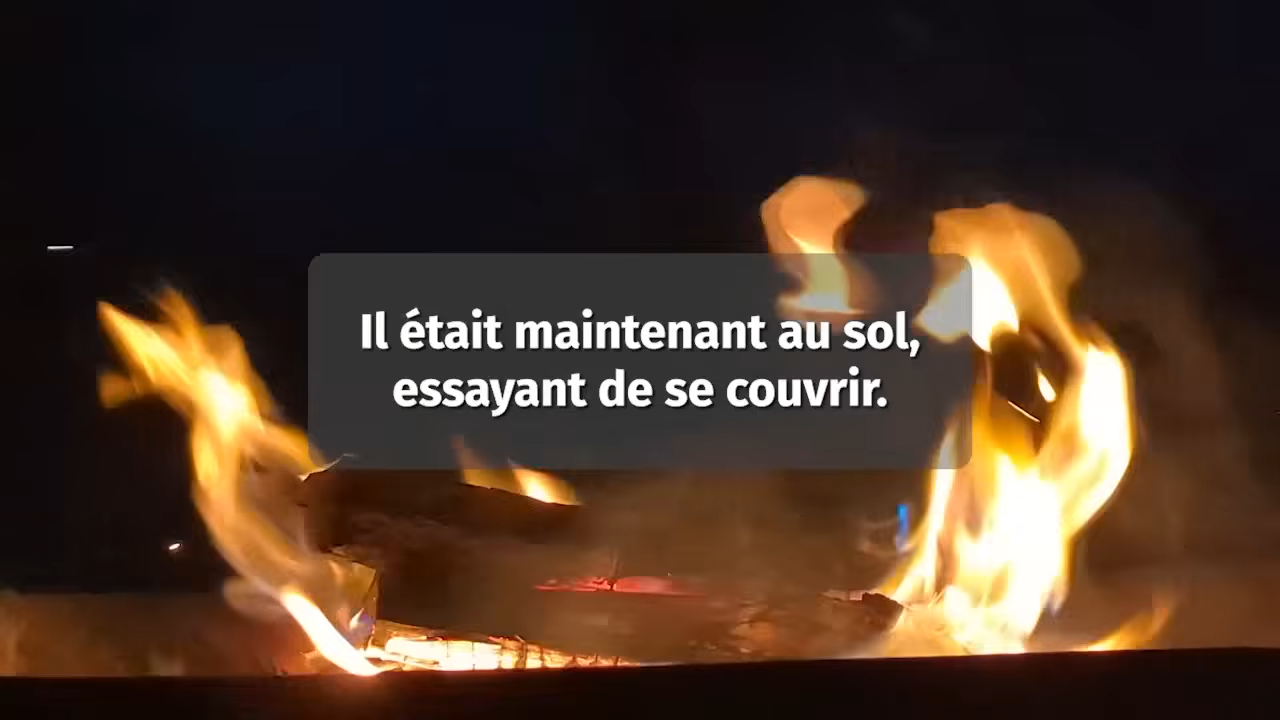 Il était maintenant au sol,
essayant de se couvrir.